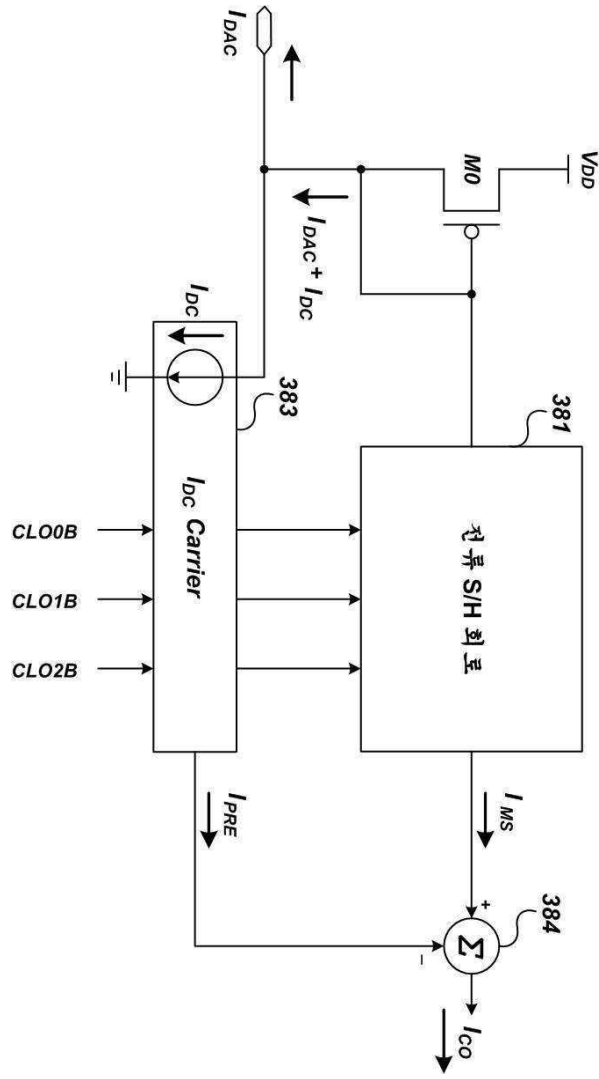 V_DD
M0
381
전류 S/H 회로
I_MS
+
384
Σ
−
I_CO
I_DAC + I_DC
I_DAC
I_DC
383
I_DC Carrier
I_PRE
CLO0B
CLO1B
CLO2B